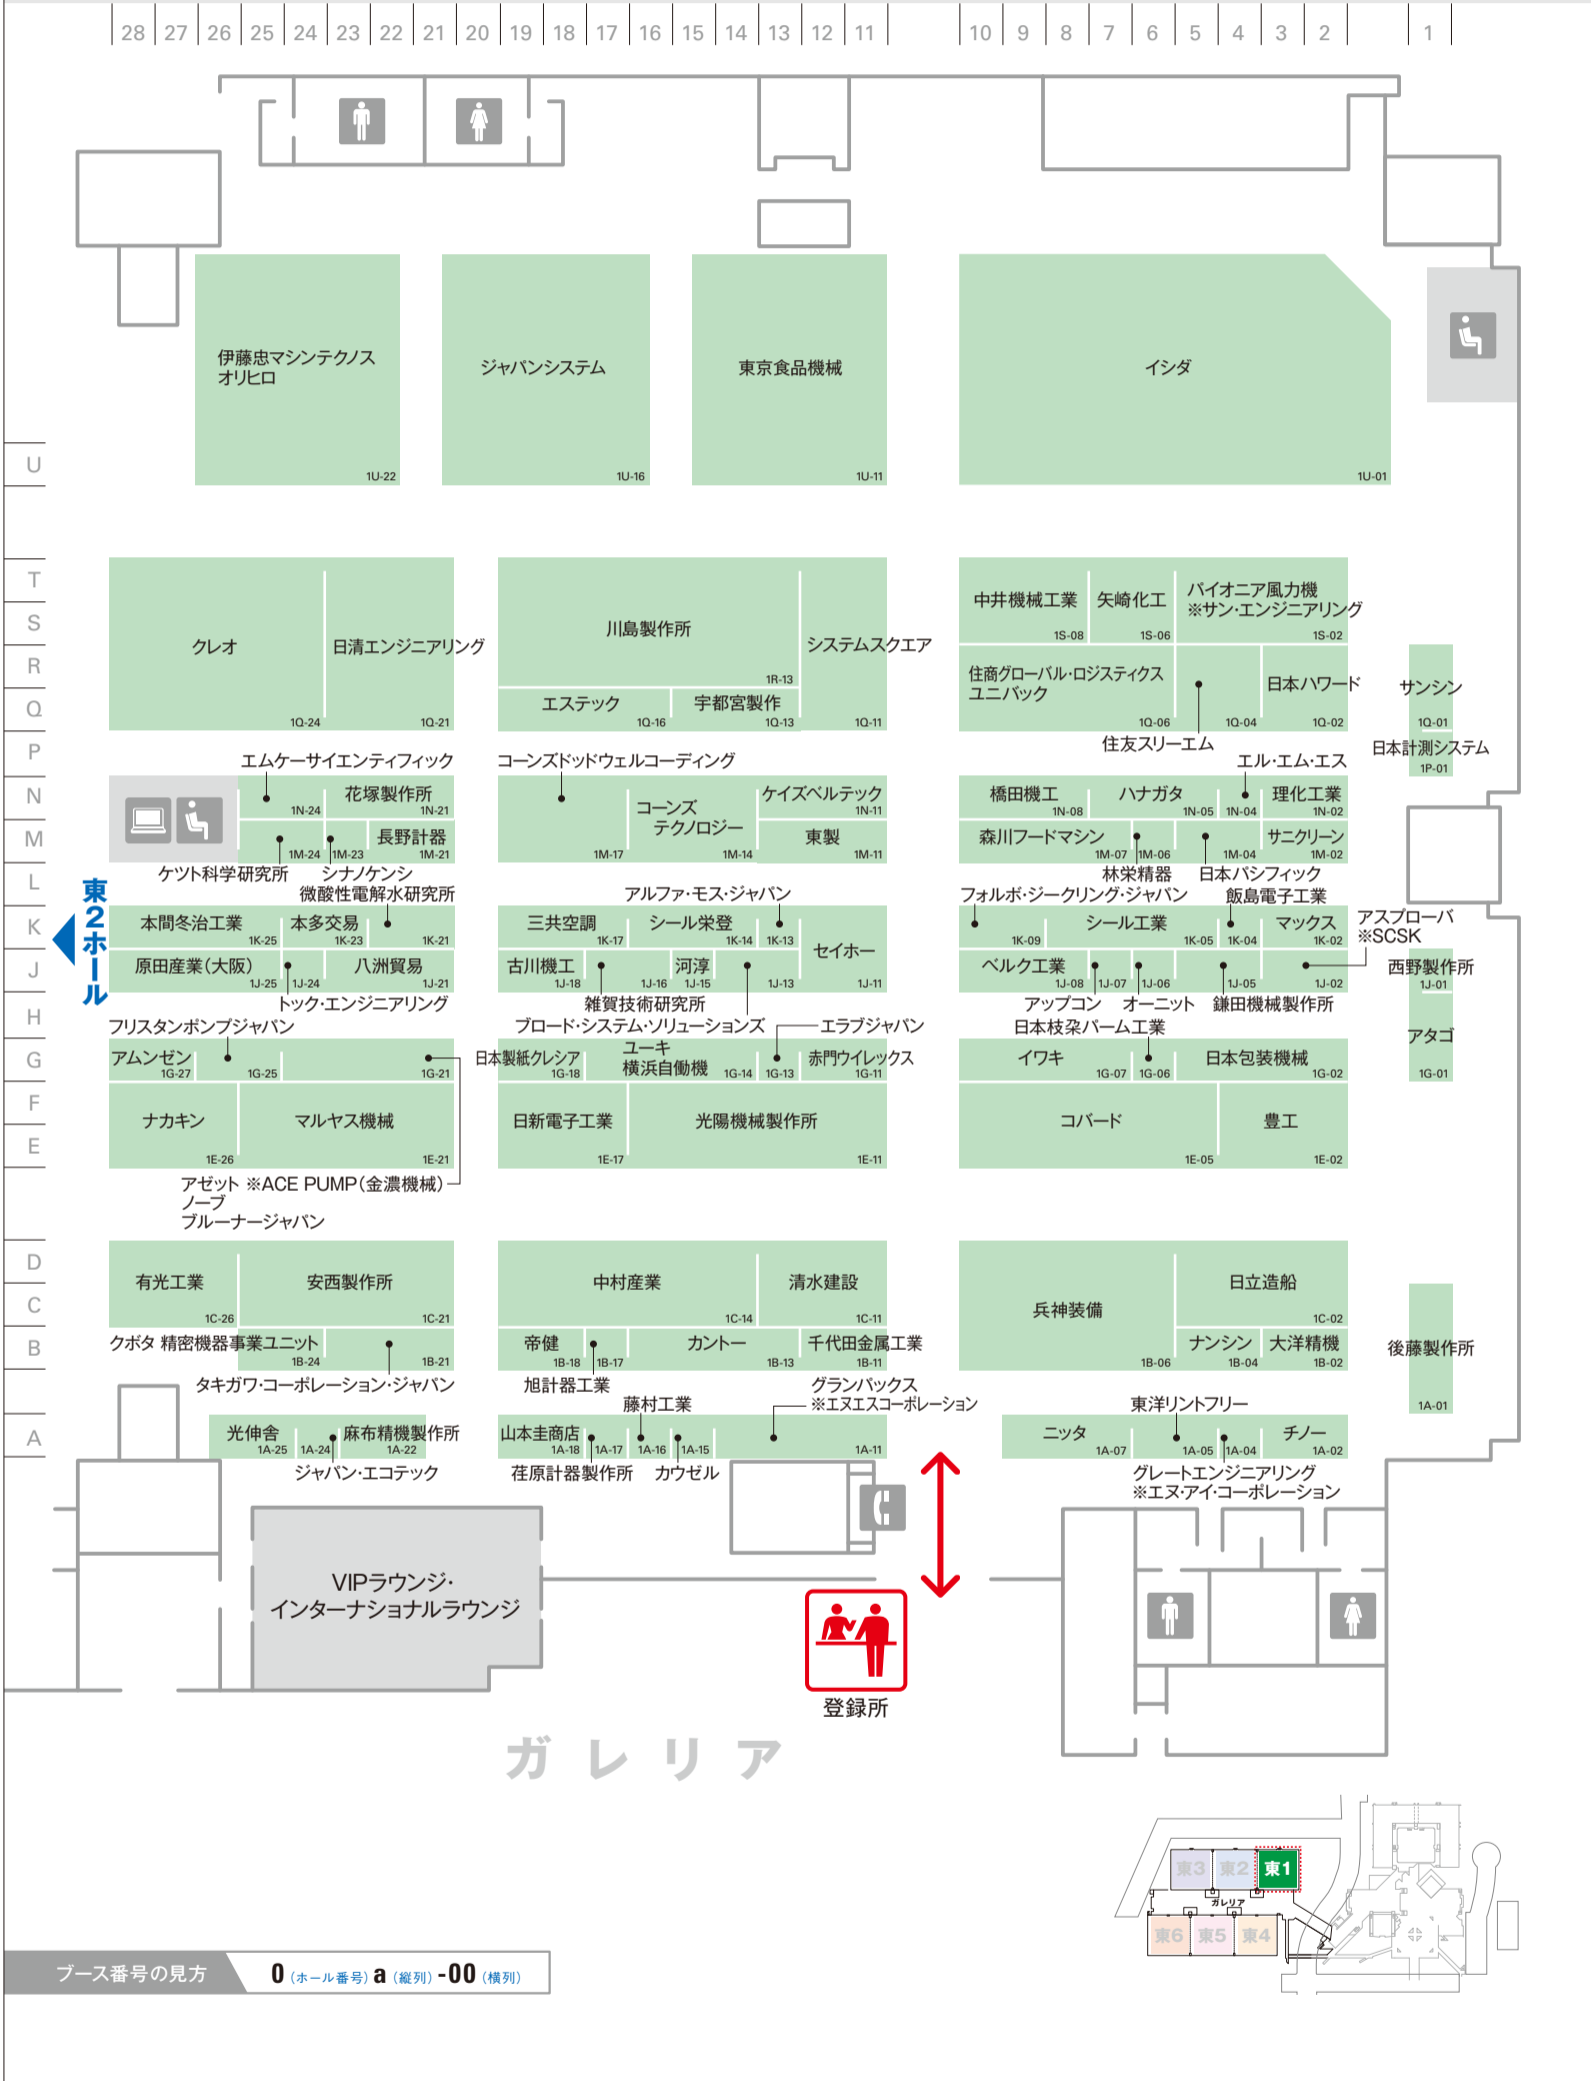 28 27 26 25 24 23 22 21 20 19 18 17 16 15 14 13 12 11 10 9 8 7 6 5 4 3 2 1
伊藤忠マシンテクノス
オリヒロ
1U-22
ジャパンシステム
1U-16
東京食品機械
1U-11
イシダ
1U-01
U
T
S
R
Q
P
N
M
L
K
J
H
G
F
E
D
C
B
A
クレオ
1Q-24
日清エンジニアリング
1Q-21
川島製作所
1R-13
エステック
1Q-16
宇都宮製作
1Q-13
システムスクエア
1Q-11
中井機械工業
1S-08
矢崎化工
1S-06
パイオニア風力機
※サン・エンジニアリング
1S-02
住商グローバル・ロジスティクス
ユニバック
1Q-06
1Q-04
住友スリーエム
日本ハワード
1Q-02
サンシン
1Q-01
日本計測システム
1P-01
エムケーサイエンティフィック
1N-24
花塚製作所
1N-21
1M-24
ケツト科学研究所
1M-23
シナノケンシ
長野計器
1M-21
コーンズドッドウェルコーディング
1M-17
コーンズ
テクノロジー
1M-14
ケイズベルテック
1N-11
東製
1M-11
橋田機工
1N-08
ハナガタ
1N-05
エル・エム・エス
1N-04
理化工業
1N-02
森川フードマシン
1M-07
1M-06
林栄精器
1M-04
日本パシフィック
サニクリーン
1M-02
東2ホール
微酸性電解水研究所
本間冬治工業
1K-25
本多交易
1K-23
1K-21
原田産業(大阪)
1J-25
1J-24
トック・エンジニアリング
八洲貿易
1J-21
アルファ・モス・ジャパン
三共空調
1K-17
シール栄登
1K-14
1K-13
セイホー
1J-11
古川機工
1J-18
1J-16
雑賀技術研究所
河淳
1J-15
1J-13
ブロード・システム・ソリューションズ
フォルボ・ジークリング・ジャパン
1K-09
シール工業
1K-05
飯島電子工業
1K-04
マックス
1K-02
アスプローバ
※SCSK
ベルク工業
1J-08
1J-07
アップコン
1J-06
オーニット
1J-05
鎌田機械製作所
1J-02
西野製作所
1J-01
アタゴ
1G-01
フリスタンポンプジャパン
アムンゼン
1G-27
1G-25
1G-21
ナカキン
1E-26
マルヤス機械
1E-21
アゼット ※ACE PUMP(金濃機械)
ノーブ
ブルーナージャパン
日本製紙クレシア
1G-18
ユーキ
横浜自働機
1G-14
エラブジャパン
1G-13
赤門ウイレックス
1G-11
日新電子工業
1E-17
光陽機械製作所
1E-11
日本枝朶バーム工業
イワキ
1G-07
1G-06
日本包装機械
1G-02
コバード
1E-05
豊工
1E-02
有光工業
1C-26
安西製作所
1C-21
クボタ 精密機器事業ユニット
1B-24
1B-21
タキガワ・コーポレーション・ジャパン
中村産業
1C-14
清水建設
1C-11
帝健
1B-18
1B-17
旭計器工業
カントー
1B-13
千代田金属工業
1B-11
兵神装備
1B-06
日立造船
1C-02
ナンシン
1B-04
大洋精機
1B-02
後藤製作所
1A-01
光伸舎
1A-25
1A-24
ジャパン・エコテック
麻布精機製作所
1A-22
山本圭商店
1A-18
1A-17
荏原計器製作所
藤村工業
1A-16
1A-15
カウゼル
グランパックス
※エヌエスコーポレーション
1A-11
ニッタ
1A-07
東洋リントフリー
1A-05
1A-04
グレートエンジニアリング
※エヌ・アイ・コーポレーション
チノー
1A-02
VIPラウンジ・
インターナショナルラウンジ
登録所
ガレリア
東3 東2 東1
ガレリア
東6 東5 東4
ブース番号の見方 0(ホール番号)a(縦列)-00(横列)